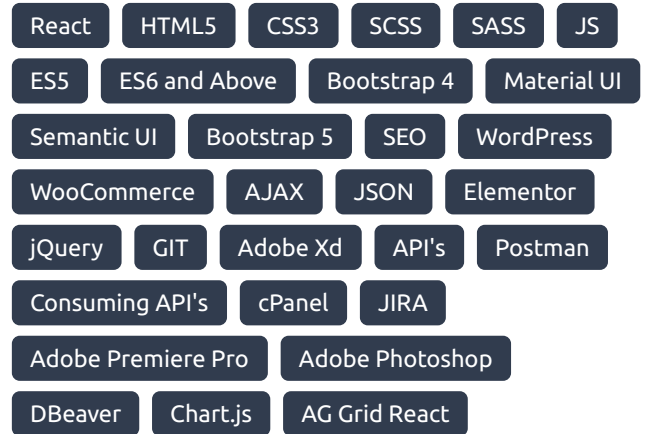 React HTML5 CSS3 SCSS SASS JS
ES5 ES6 and Above Bootstrap 4 Material UI
Semantic UI Bootstrap 5 SEO WordPress
WooCommerce AJAX JSON Elementor
jQuery GIT Adobe Xd API's Postman
Consuming API's cPanel JIRA
Adobe Premiere Pro Adobe Photoshop
DBeaver Chart.js AG Grid React